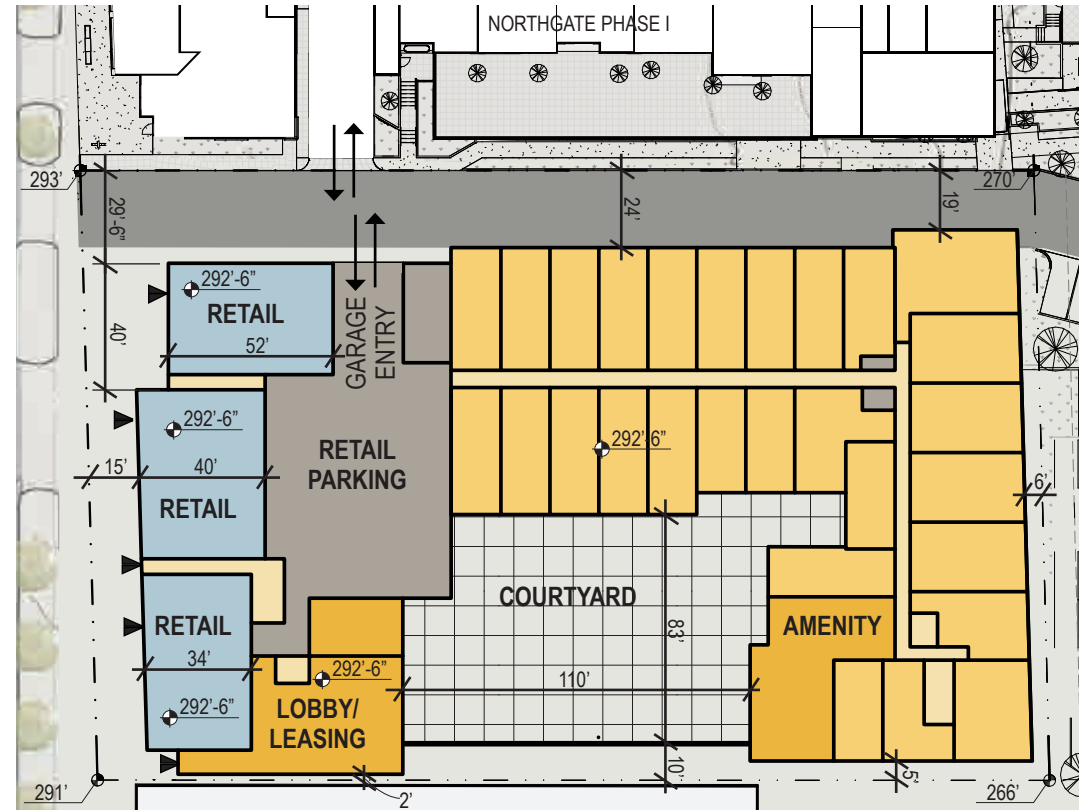 NORTHGATE PHASE I
293'
270'
29'-6"
24'
19'
292'-6"
RETAIL
52'
GARAGE
ENTRY
40'
292'-6"
292'-6"
RETAIL
PARKING
15'
40'
RETAIL
6'
COURTYARD
RETAIL
83'
AMENITY
34'
292'-6"
110'
292'-6"
LOBBY/
LEASING
10'
5'
291'
2'
266'